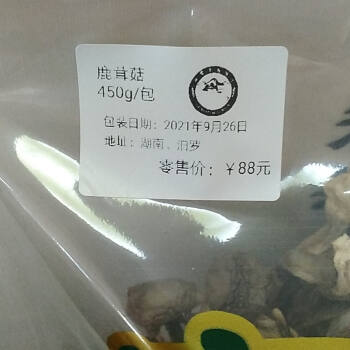 鹿茸菇
450g/包
包装日期：2021年9月26日
地址：湖南、汨罗
零售价：￥88元